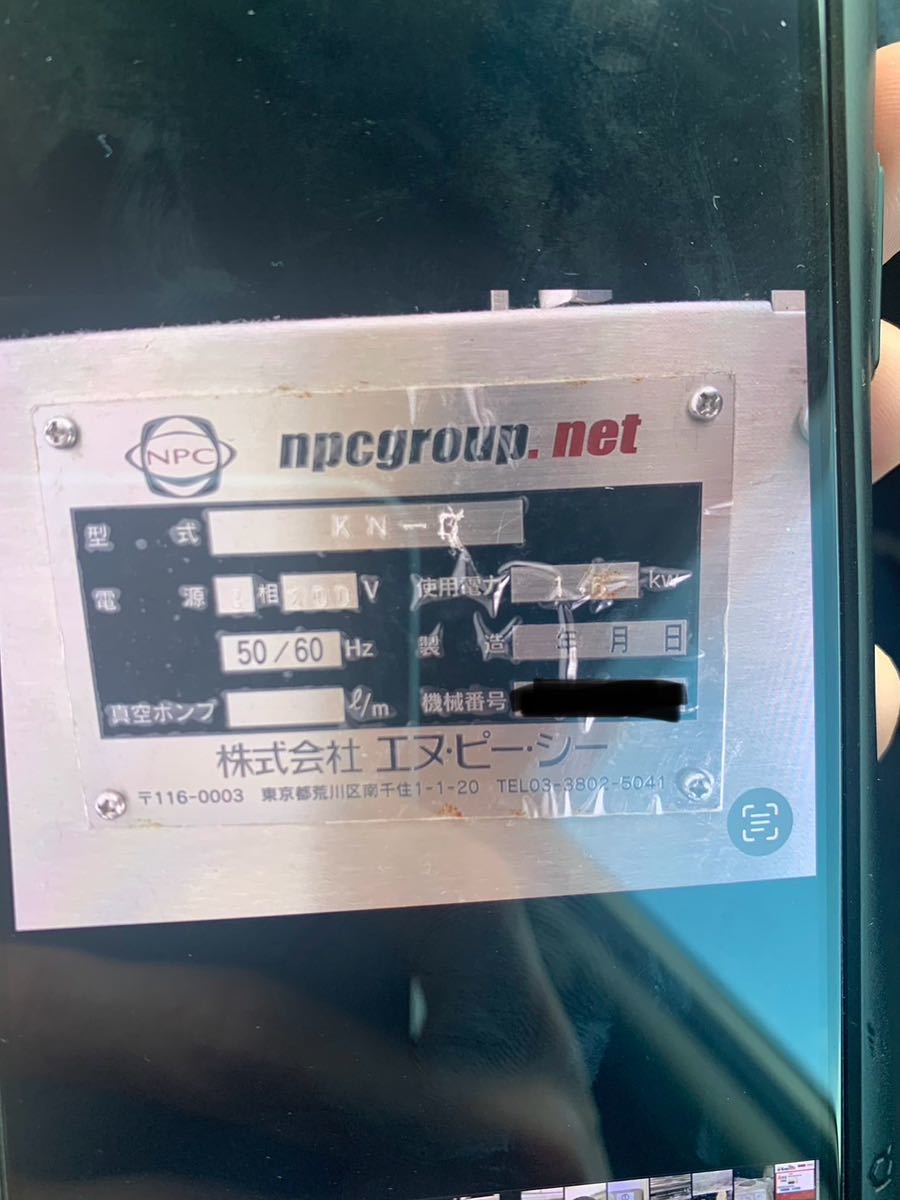 NPC
npcgroup.net
型 式 KN-
電 源 相 200V 使用電力 1. kw
50/60 Hz 製 造 年 月 日
真空ポンプ ℓ/m 機械番号
株式会社 エヌ・ピー・シー
〒116-0003 東京都荒川区南千住1-1-20 TEL03-3802-5041